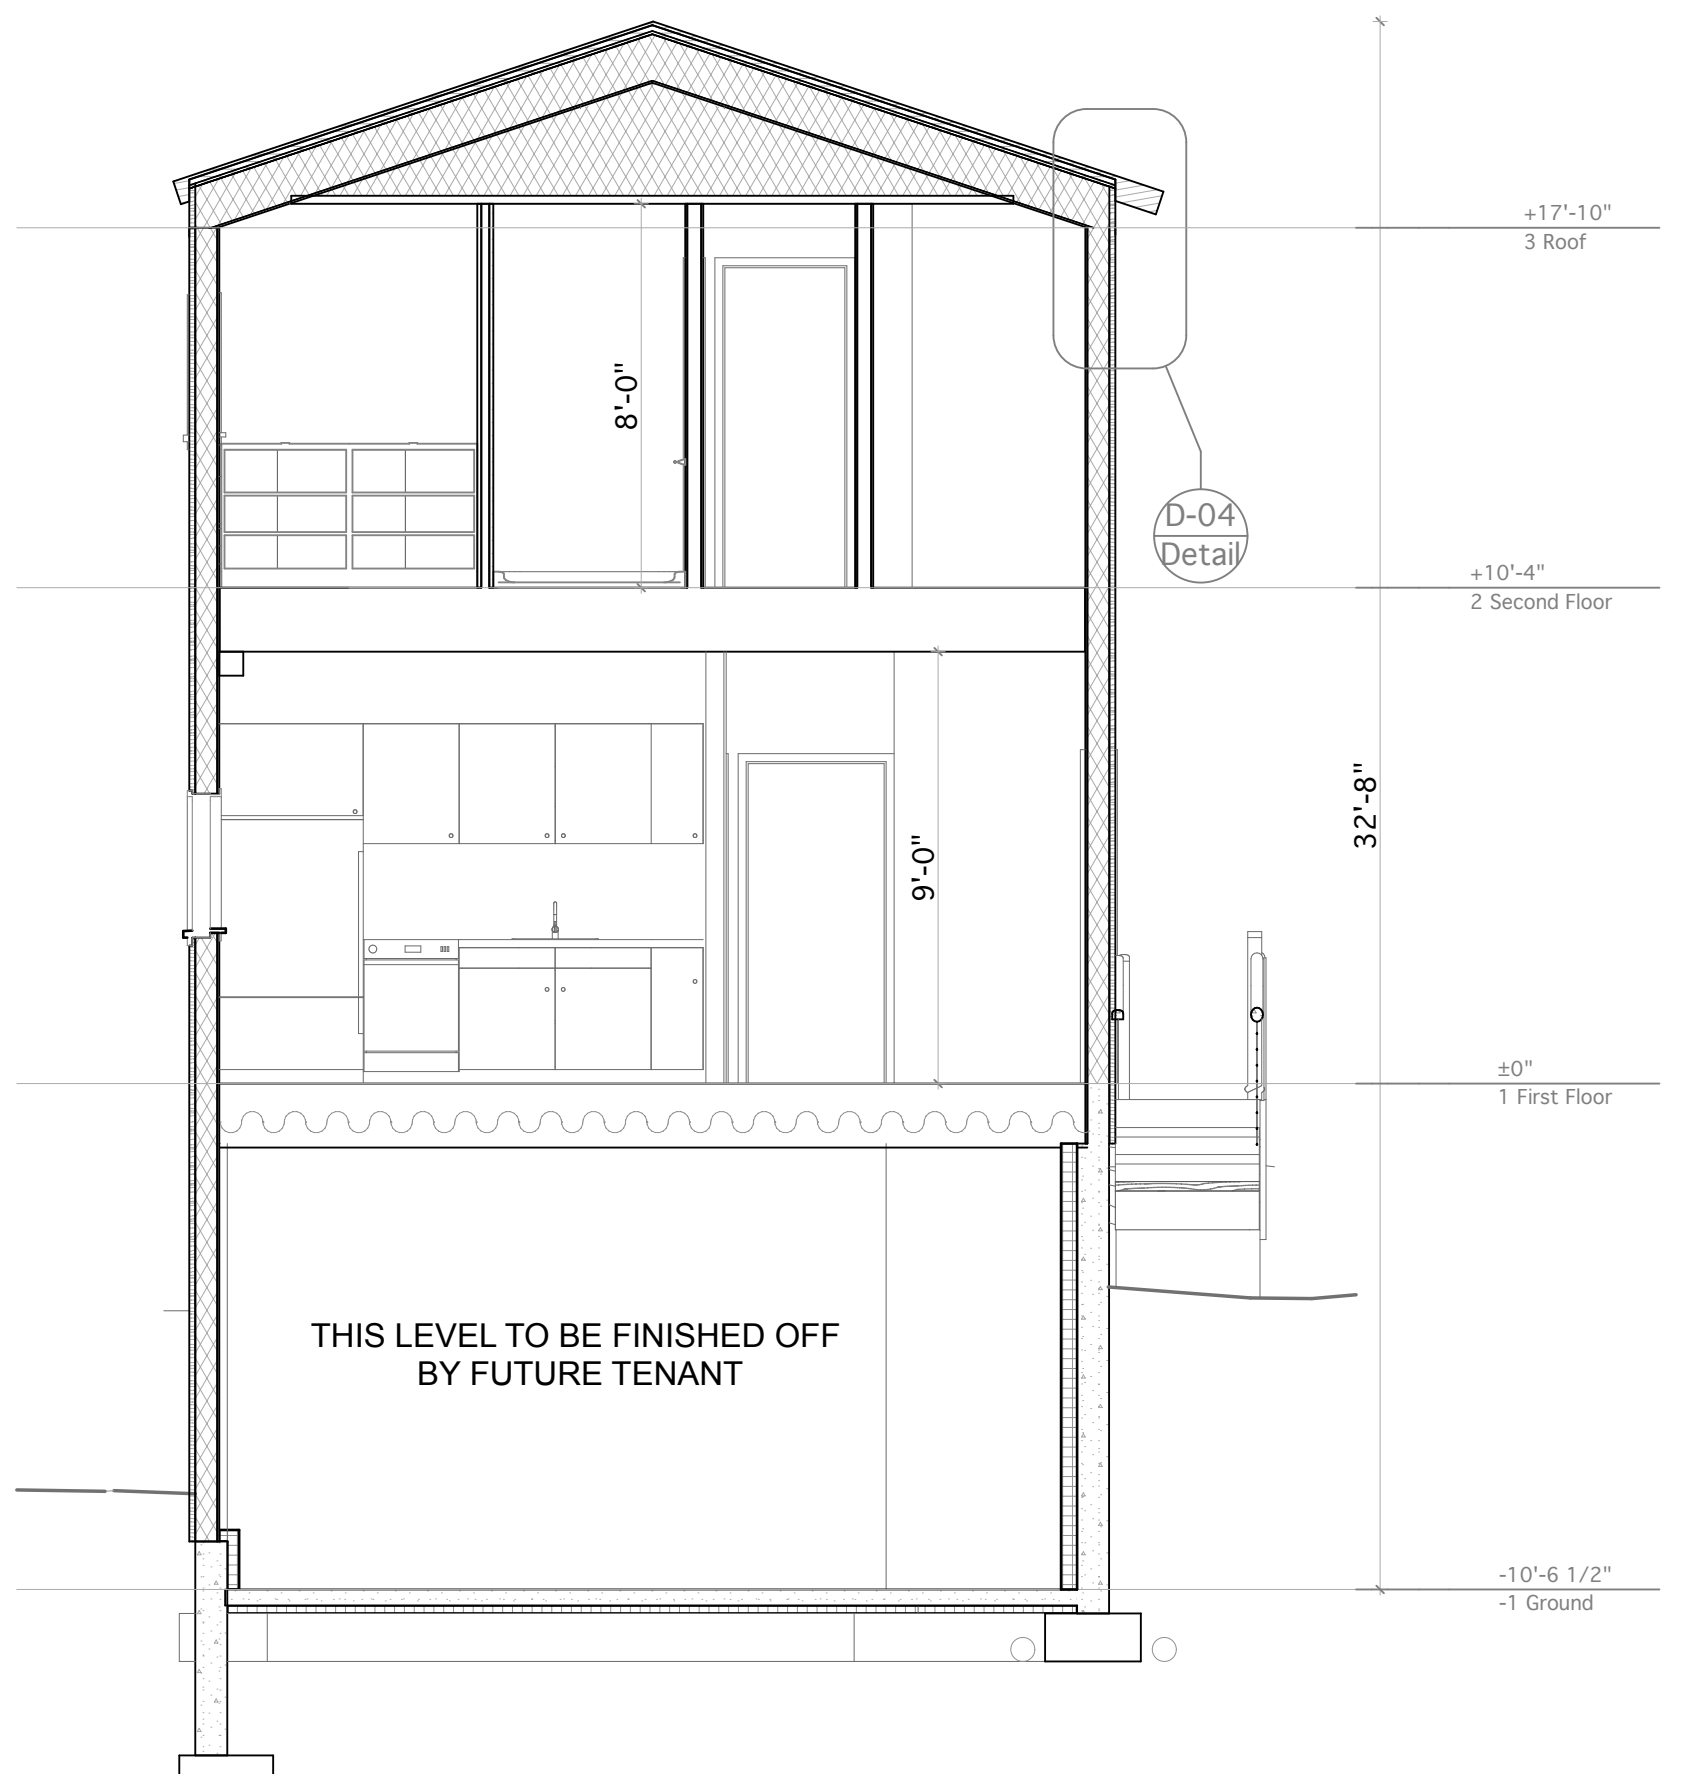 +17'-10"
3 Roof
8'-0"
D-04
Detail
+10'-4"
2 Second Floor
32'-8"
9'-0"
±0"
1 First Floor
THIS LEVEL TO BE FINISHED OFF
BY FUTURE TENANT
-10'-6 1/2"
-1 Ground